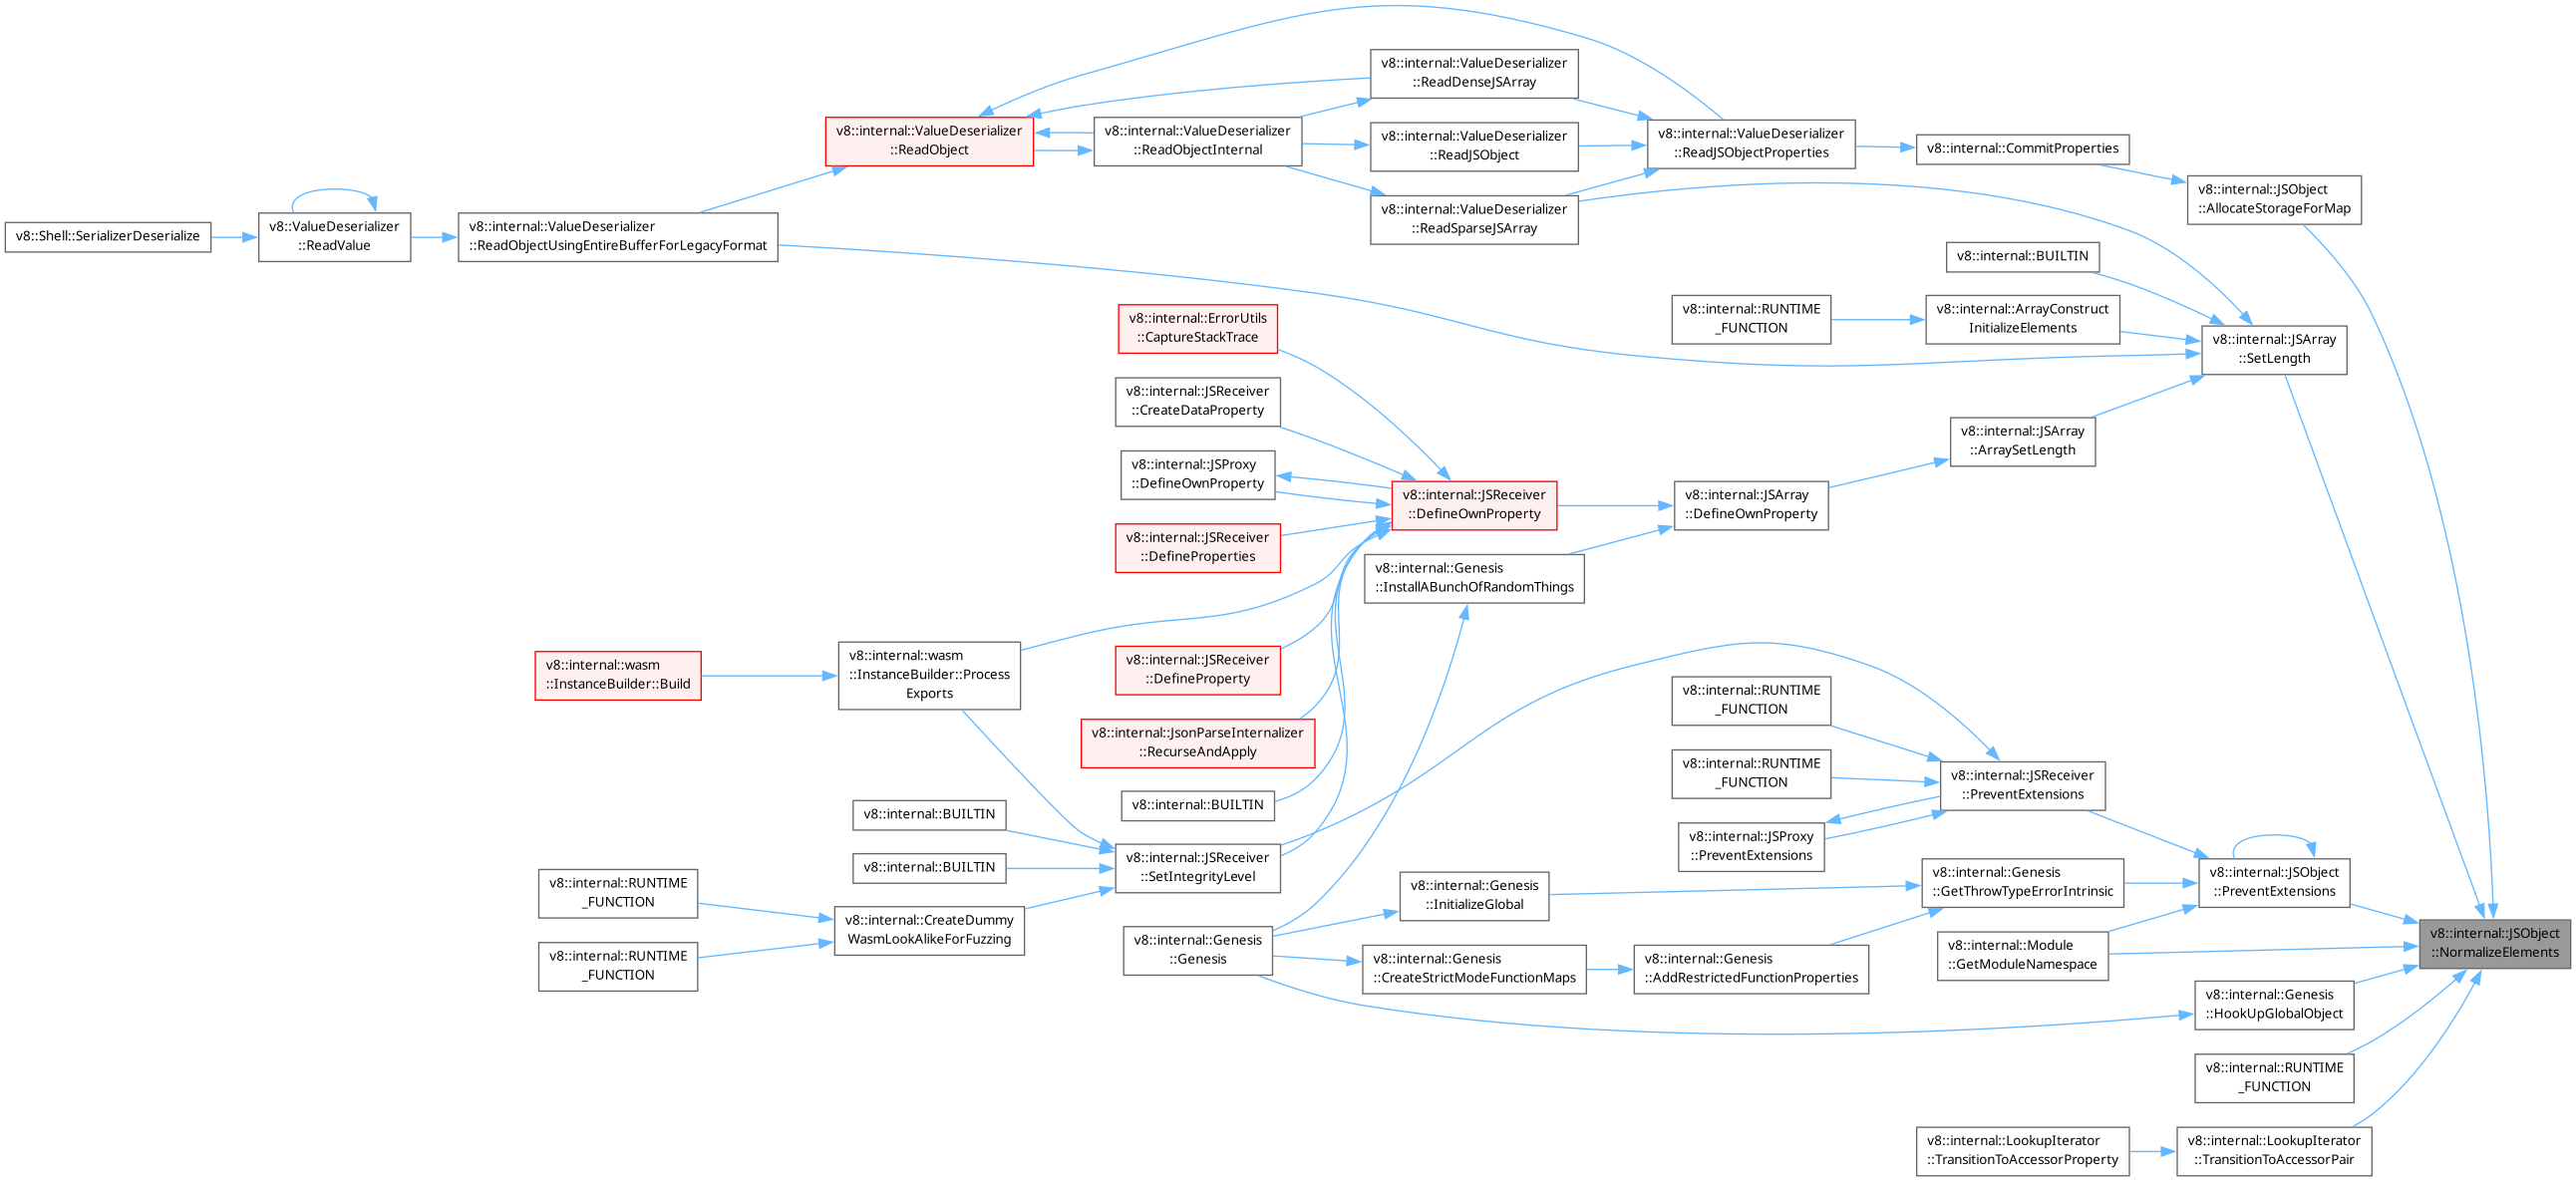 v8::Shell::SerializerDeserialize
v8::ValueDeserializer
::ReadValue
v8::internal::ValueDeserializer
::ReadObjectUsingEntireBufferForLegacyFormat
v8::internal::ValueDeserializer
::ReadObject
v8::internal::ValueDeserializer
::ReadObjectInternal
v8::internal::ValueDeserializer
::ReadDenseJSArray
v8::internal::ValueDeserializer
::ReadJSObject
v8::internal::ValueDeserializer
::ReadSparseJSArray
v8::internal::ValueDeserializer
::ReadJSObjectProperties
v8::internal::CommitProperties
v8::internal::JSObject
::AllocateStorageForMap
v8::internal::BUILTIN
v8::internal::RUNTIME
_FUNCTION
v8::internal::ArrayConstruct
InitializeElements
v8::internal::JSArray
::SetLength
v8::internal::JSArray
::ArraySetLength
v8::internal::ErrorUtils
::CaptureStackTrace
v8::internal::JSReceiver
::CreateDataProperty
v8::internal::JSProxy
::DefineOwnProperty
v8::internal::JSReceiver
::DefineProperties
v8::internal::JSReceiver
::DefineOwnProperty
v8::internal::JSArray
::DefineOwnProperty
v8::internal::Genesis
::InstallABunchOfRandomThings
v8::internal::wasm
::InstanceBuilder::Build
v8::internal::wasm
::InstanceBuilder::Process
Exports
v8::internal::JSReceiver
::DefineProperty
v8::internal::JsonParseInternalizer
::RecurseAndApply
v8::internal::BUILTIN
v8::internal::BUILTIN
v8::internal::BUILTIN
v8::internal::JSReceiver
::SetIntegrityLevel
v8::internal::RUNTIME
_FUNCTION
v8::internal::RUNTIME
_FUNCTION
v8::internal::CreateDummy
WasmLookAlikeForFuzzing
v8::internal::RUNTIME
_FUNCTION
v8::internal::RUNTIME
_FUNCTION
v8::internal::JSProxy
::PreventExtensions
v8::internal::JSReceiver
::PreventExtensions
v8::internal::Genesis
::InitializeGlobal
v8::internal::Genesis
::GetThrowTypeErrorIntrinsic
v8::internal::JSObject
::PreventExtensions
v8::internal::Genesis
::Genesis
v8::internal::Genesis
::CreateStrictModeFunctionMaps
v8::internal::Genesis
::AddRestrictedFunctionProperties
v8::internal::Module
::GetModuleNamespace
v8::internal::JSObject
::NormalizeElements
v8::internal::Genesis
::HookUpGlobalObject
v8::internal::RUNTIME
_FUNCTION
v8::internal::LookupIterator
::TransitionToAccessorProperty
v8::internal::LookupIterator
::TransitionToAccessorPair